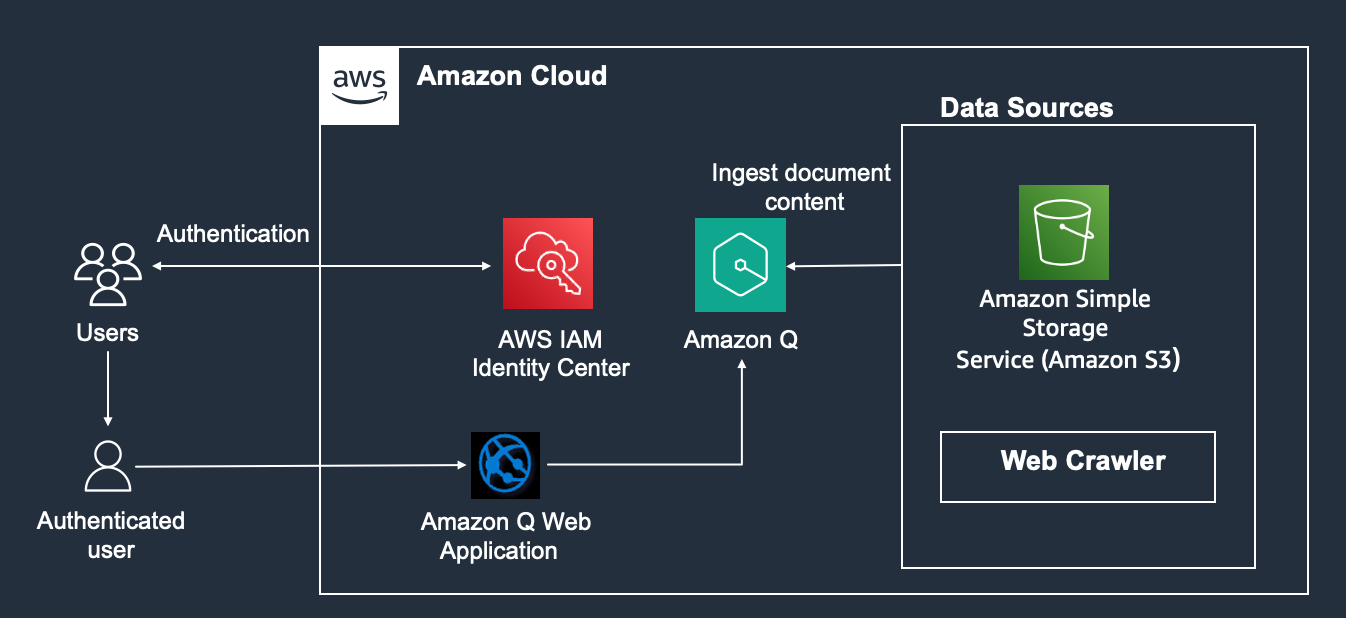 aws
Amazon Cloud
Data Sources
Ingest document
content
Authentication
Users
AWS IAM
Identity Center
Amazon Q
Amazon Simple
Storage
Service (Amazon S3)
Web Crawler
Authenticated
user
Amazon Q Web
Application